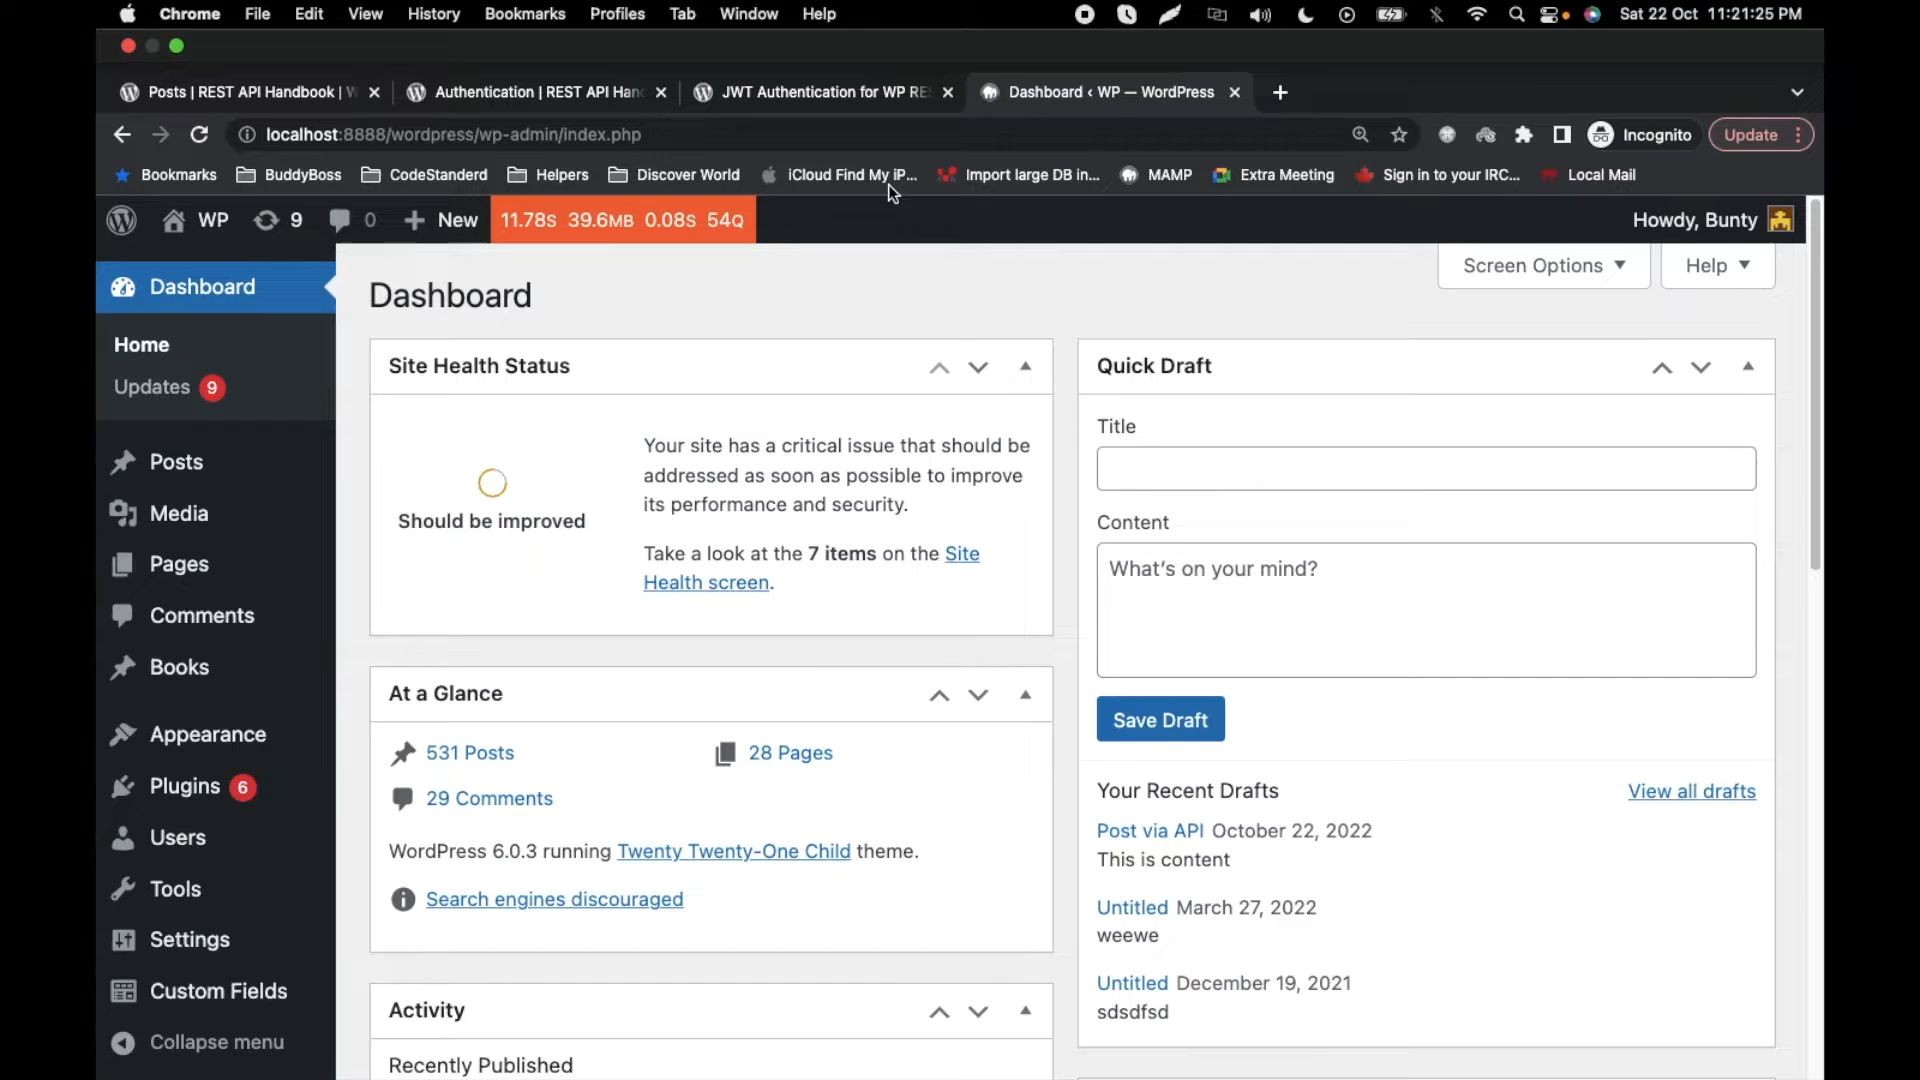 Chrome File Edit View History Bookmarks Profiles Tab Window Help Sat 22 Oct 11:21:25 PM
Posts | REST API Handbook | JWT Authentication for WP Dashboard ‹ WP — WordPress
Authentication | REST API
localhost:8888/wordpress/wp-admin/index.php Incognito Update
Bookmarks BuddyBoss CodeStanderd Helpers Discover World iCloud Find My iP... Import large DB in... MAMP Extra Meeting Sign in to your IRC... Local Mail
WP 9 0 New 11.78S 39.6MB 0.08S 54Q Howdy, Bunty
Screen Options Help
Dashboard
Home
Updates 9
Posts
Media
Pages
Comments
Books
Appearance
Plugins 6
Users
Tools
Settings
Custom Fields
Collapse menu
Dashboard
Site Health Status
Should be improved
Your site has a critical issue that should be
addressed as soon as possible to improve
its performance and security.
Take a look at the 7 items on the Site
Health screen.
At a Glance
531 Posts 28 Pages
29 Comments
WordPress 6.0.3 running Twenty Twenty-One Child theme.
Search engines discouraged
Activity
Recently Published
Quick Draft
Title
Content
What's on your mind?
Save Draft
Your Recent Drafts View all drafts
Post via API October 22, 2022
This is content
Untitled March 27, 2022
weewe
Untitled December 19, 2021
sdsdfsd